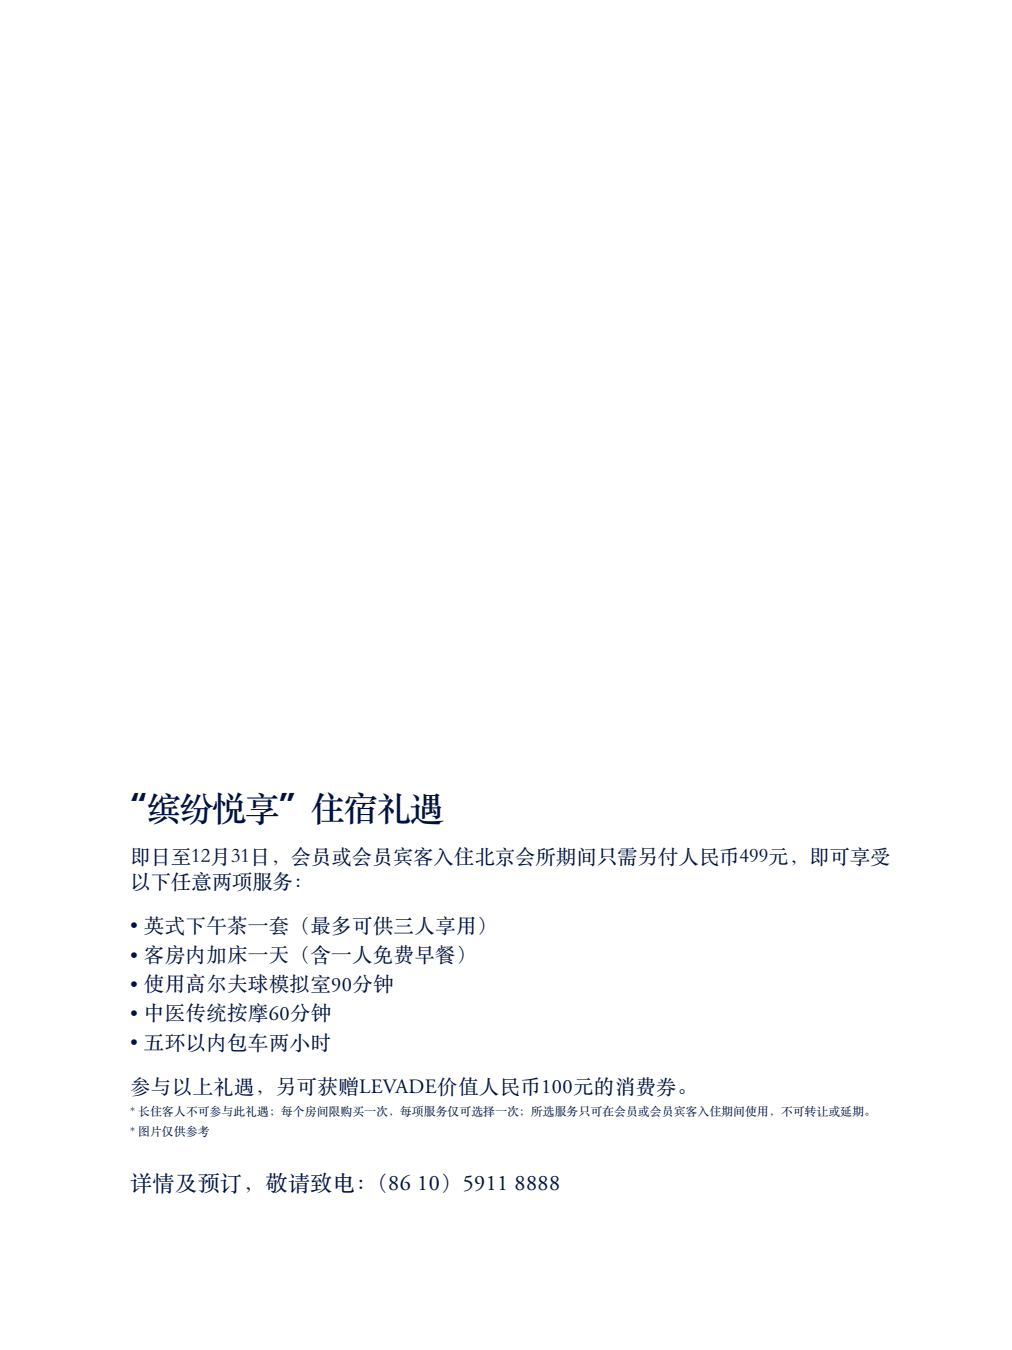 “缤纷悦享”住宿礼遇
即日至12月31日，会员或会员宾客入住北京会所期间只需另付人民币499元，即可享受
以下任意两项服务：
• 英式下午茶一套（最多可供三人享用）
• 客房内加床一天（含一人免费早餐）
• 使用高尔夫球模拟室90分钟
• 中医传统按摩60分钟
• 五环以内包车两小时
参与以上礼遇，另可获赠LEVADE价值人民币100元的消费券。
* 长住客人不可参与此礼遇；每个房间限购买一次，每项服务仅可选择一次；所选服务只可在会员或会员宾客入住期间使用，不可转让或延期。
* 图片仅供参考
详情及预订，敬请致电：（86 10）5911 8888